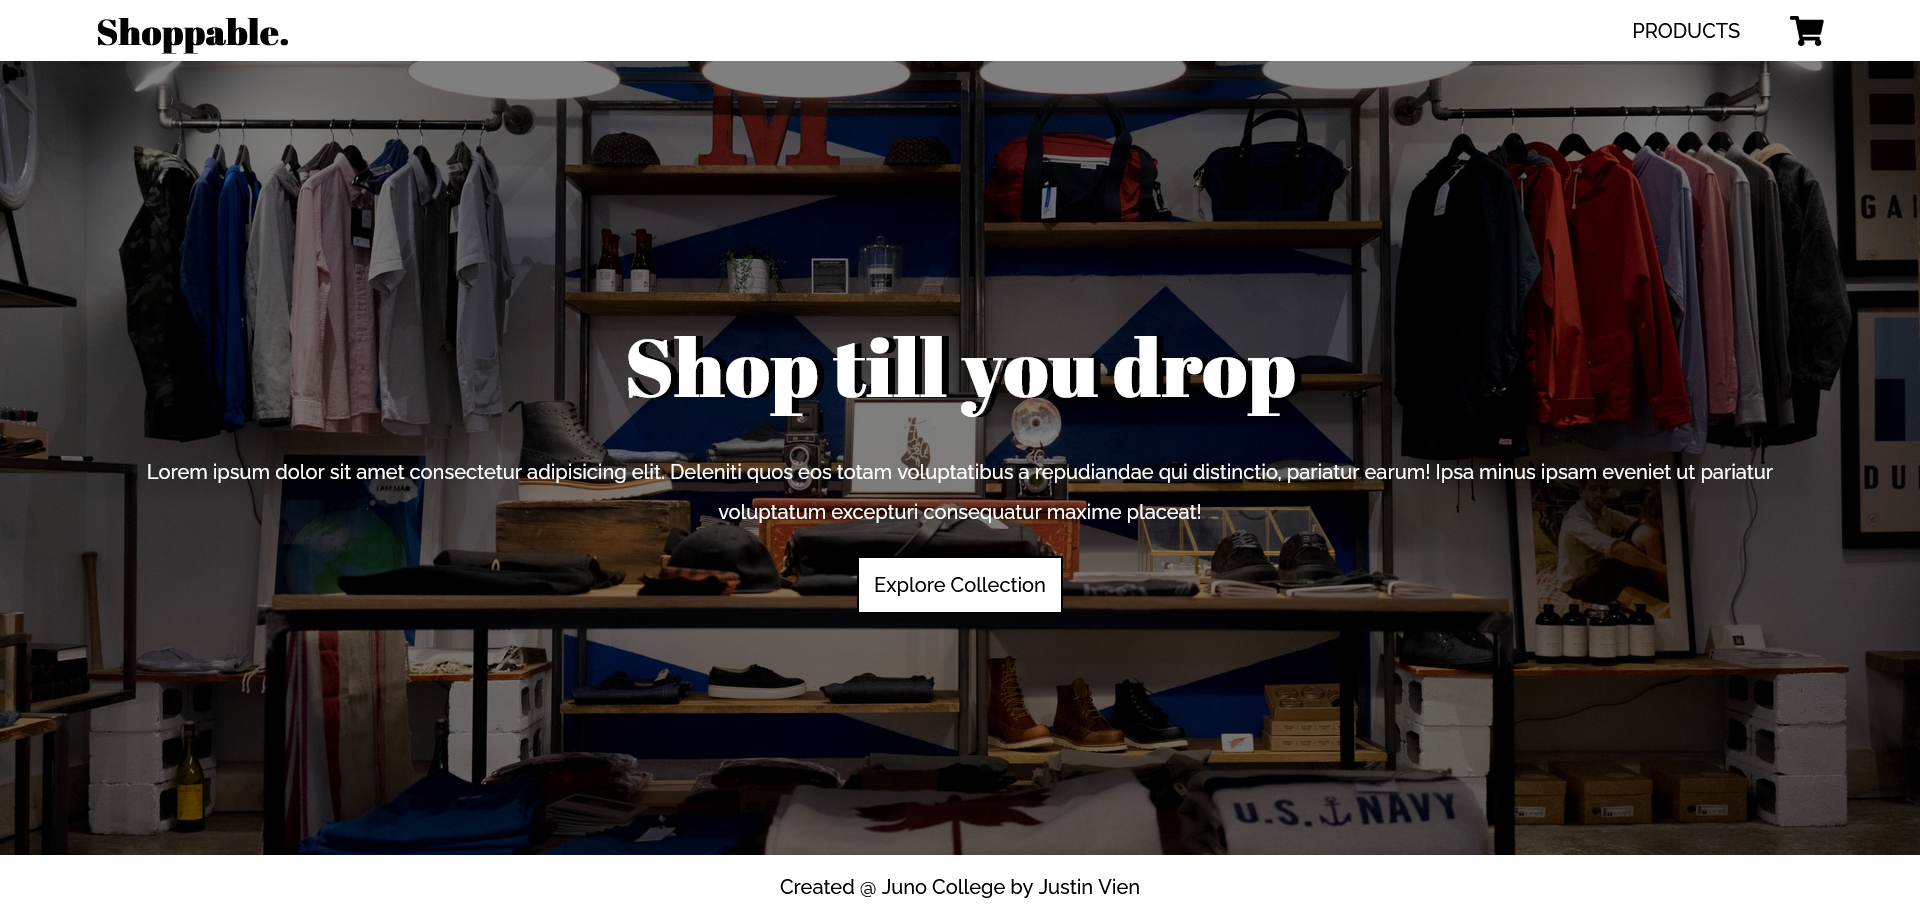 Shoppable.
PRODUCTS
M
GA
Shop till you drop
Lorem ipsum dolor sit amet consectetur adipisicing elit. Deleniti quos eos totam voluptatibus a repudiandae qui distinctio, pariatur earum! Ipsa minus ipsam eveniet ut pariatur
voluptatum excepturi consequatur maxime placeat!
I AM MAR
DU
Explore Collection
U.S. NAVY
Created @ Juno College by Justin Vien